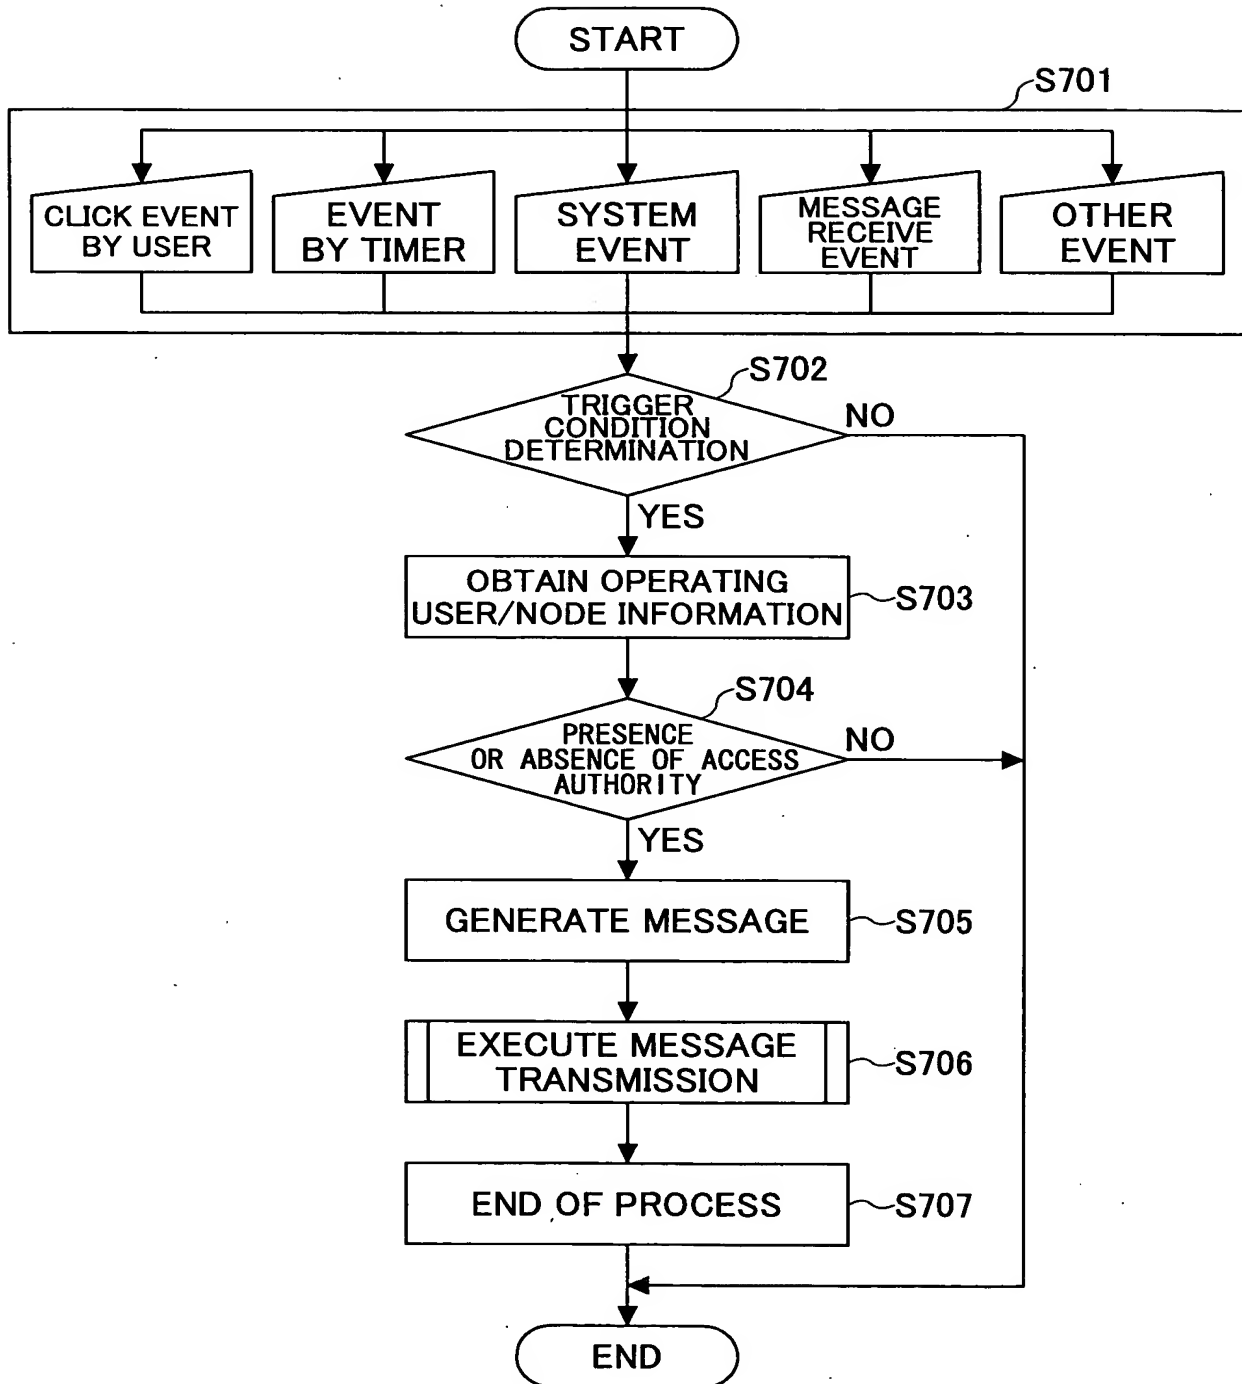 START
S701
CLICK EVENT
BY USER
EVENT
BY TIMER
SYSTEM
EVENT
MESSAGE
RECEIVE
EVENT
OTHER
EVENT
S702
TRIGGER
CONDITION
DETERMINATION
NO
YES
OBTAIN OPERATING
USER/NODE INFORMATION
S703
S704
PRESENCE
OR ABSENCE OF ACCESS
AUTHORITY
NO
YES
GENERATE MESSAGE
S705
EXECUTE MESSAGE
TRANSMISSION
S706
END OF PROCESS
S707
END